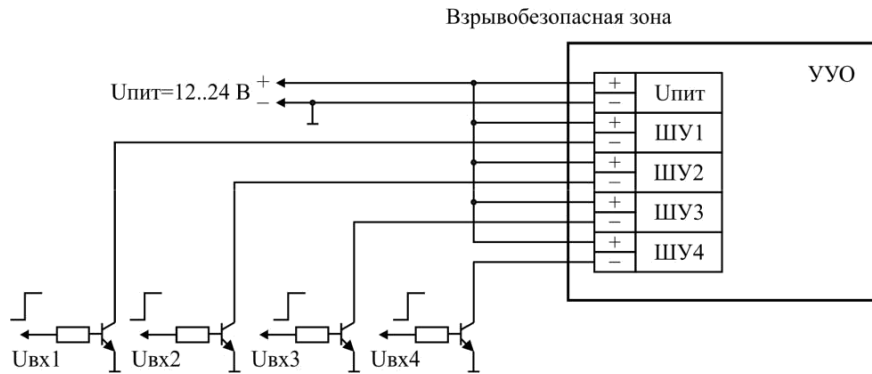 Взрывобезопасная зона
УУО
Uпит=12..24 В
+
−
+
−
Uпит
+
−
ШУ1
+
−
ШУ2
+
−
ШУ3
+
−
ШУ4
Uвх1
Uвх2
Uвх3
Uвх4